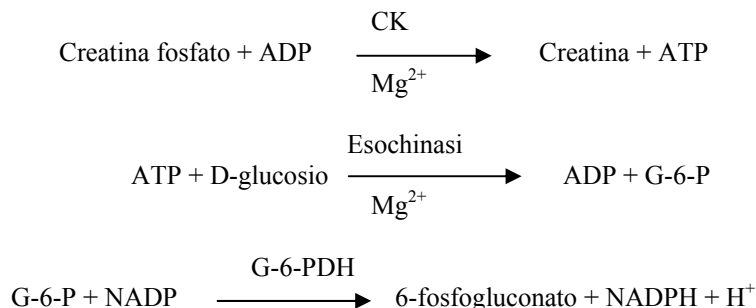 CK
Creatina fosfato + ADP Creatina + ATP
Mg²⁺
Esochinasi
ATP + D-glucosio ADP + G-6-P
Mg²⁺
G-6-PDH
G-6-P + NADP 6-fosfogluconato + NADPH + H⁺